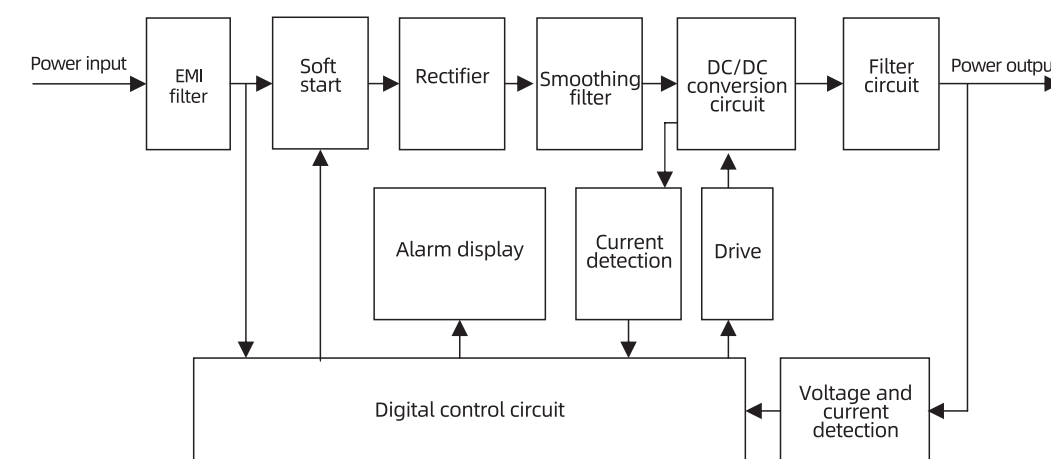 Power input
EMI
filter
Soft
start
Rectifier
Smoothing
filter
DC/DC
conversion
circuit
Filter
circuit
Power outpu
Alarm display
Current
detection
Drive
Digital control circuit
Voltage and
current
detection